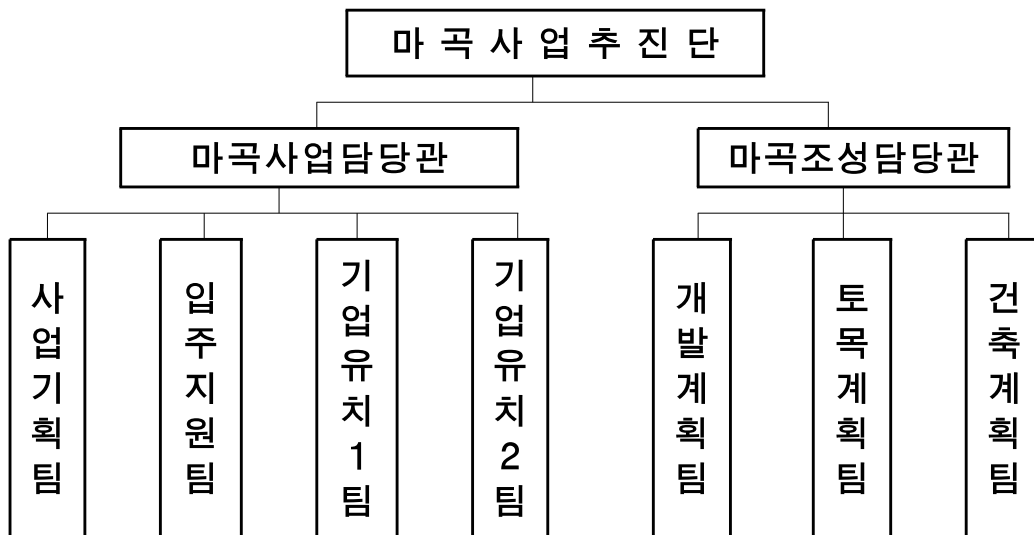 마곡사업추진단
마곡사업담당관
마곡조성담당관
사업기획팀
입주지원팀
기업유치1팀
기업유치2팀
개발계획팀
토목계획팀
건축계획팀